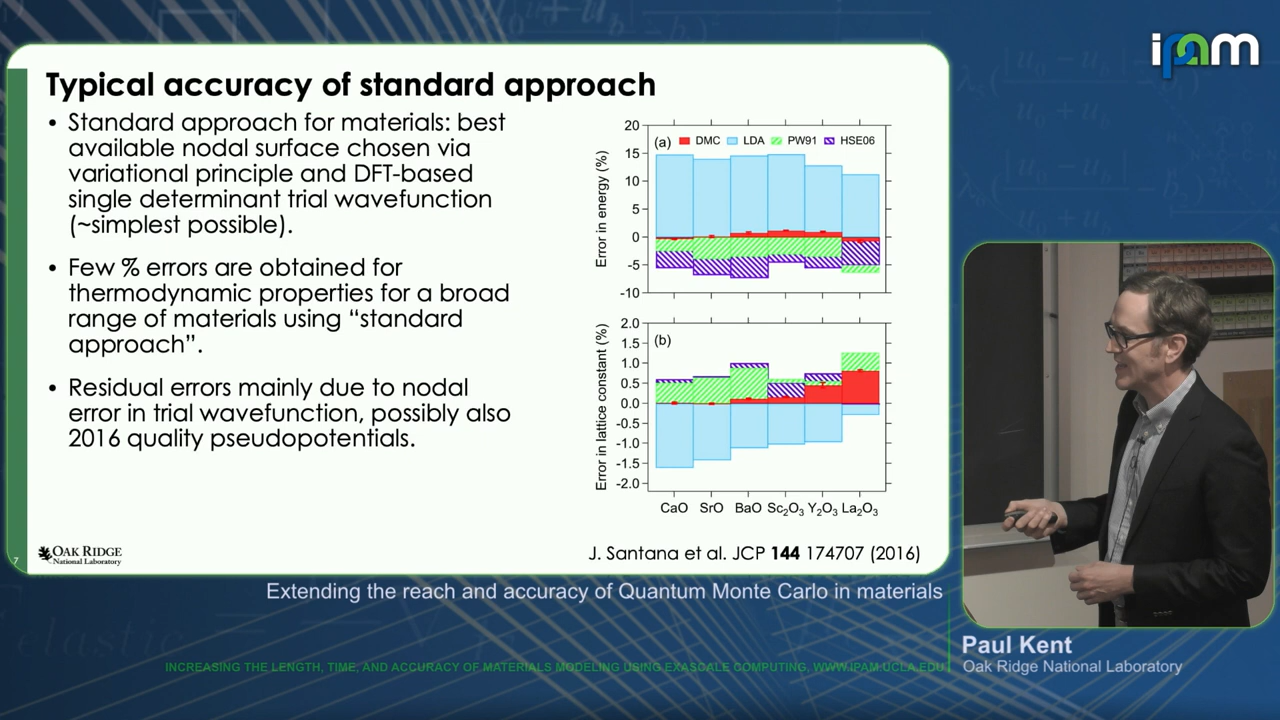 ipam
Typical accuracy of standard approach
• Standard approach for materials: best
available nodal surface chosen via
variational principle and DFT-based
single determinant trial wavefunction
(~simplest possible).
• Few % errors are obtained for
thermodynamic properties for a broad
range of materials using “standard
approach”.
• Residual errors mainly due to nodal
error in trial wavefunction, possibly also
2016 quality pseudopotentials.
(a) DMC LDA PW91 HSE06
Error in energy (%)
20
15
10
5
0
-5
-10
(b)
Error in lattice constant (%)
2.0
1.5
1.0
0.5
0.0
-0.5
-1.0
-1.5
-2.0
CaO SrO BaO Sc₂O₃ Y₂O₃ La₂O₃
7
OAK RIDGE
National Laboratory
J. Santana et al. JCP 144 174707 (2016)
Extending the reach and accuracy of Quantum Monte Carlo in materials
Paul Kent
Oak Ridge National Laboratory
INCREASING THE LENGTH, TIME, AND ACCURACY OF MATERIALS MODELING USING EXASCALE COMPUTING, WWW.IPAM.UCLA.EDU
elastic